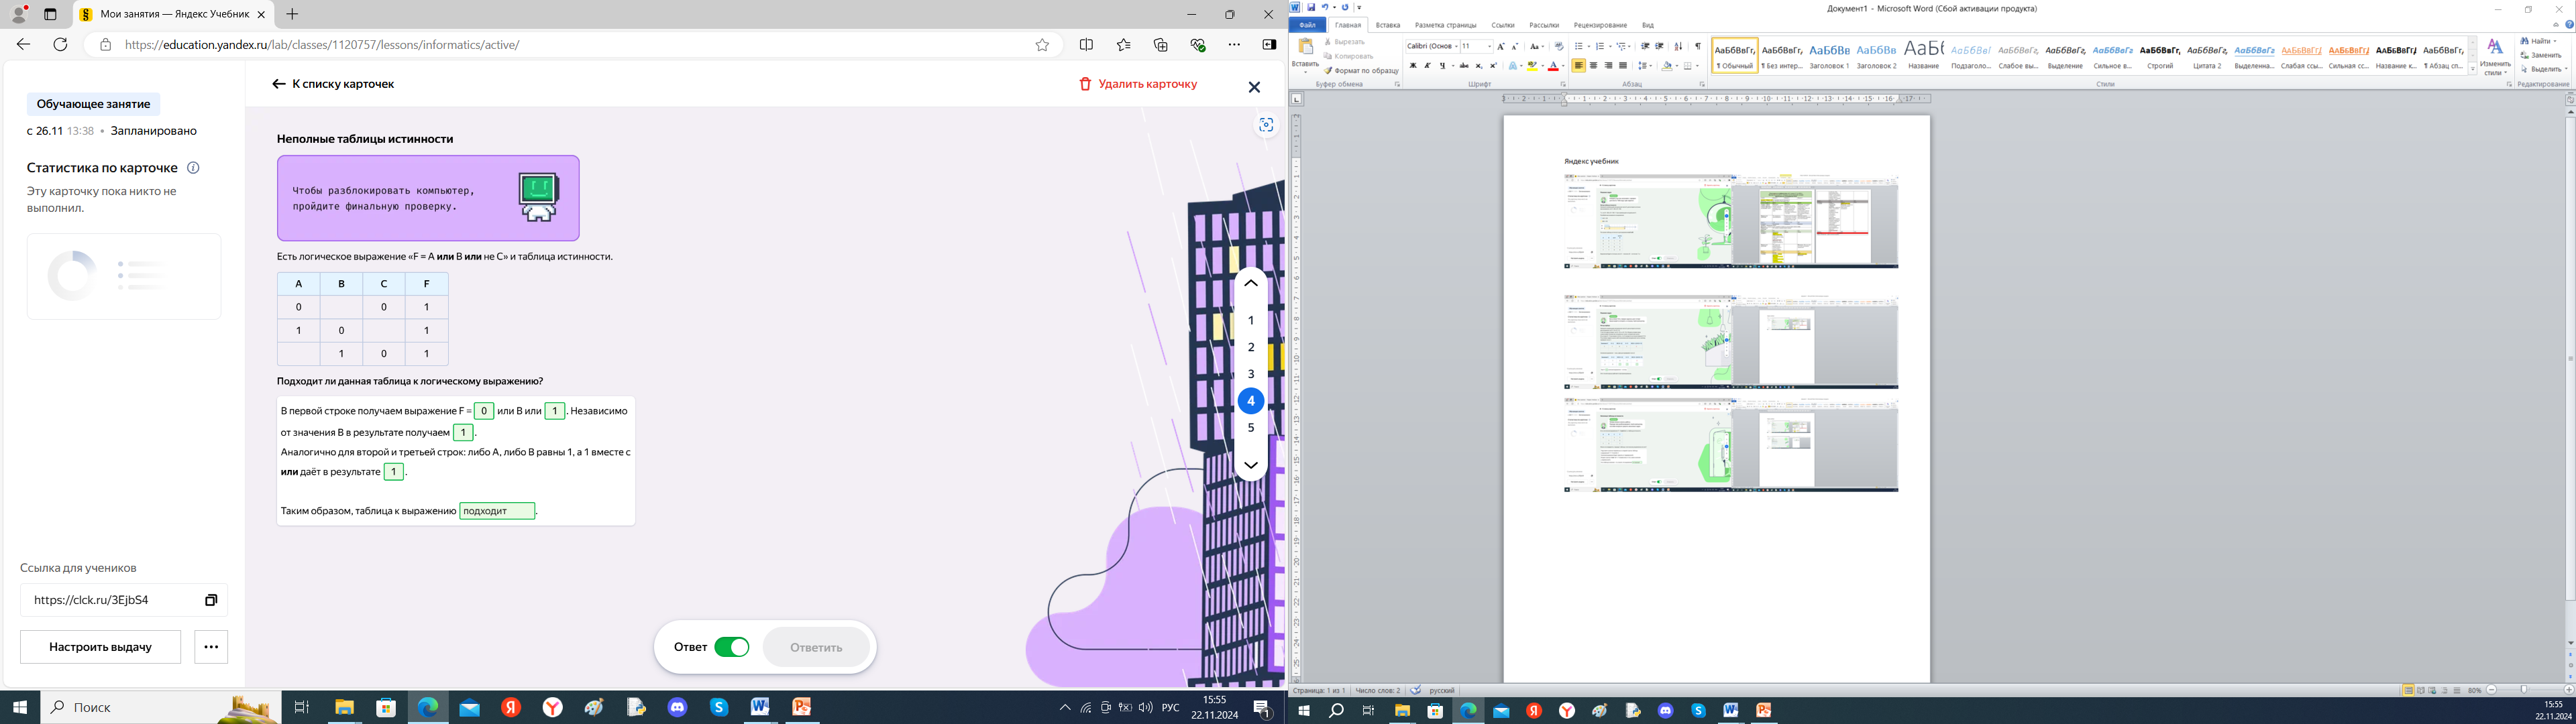 Мои занятия — Яндекс Учебник
https://education.yandex.ru/lab/classes/1120757/lessons/informatics/active/
Обучающее занятие
с 26.11 13:38 • Запланировано
Статистика по карточке
Эту карточку пока никто не
выполнил.
Ссылка для учеников
https://clck.ru/3EjbS4
Настроить выдачу
К списку карточек
Удалить карточку
Неполные таблицы истинности
Чтобы разблокировать компьютер,
пройдите финальную проверку.
Есть логическое выражение «F = A или B или не C» и таблица истинности.
A B C F
0 0 1
1 0 1
1 0 1
Подходит ли данная таблица к логическому выражению?
В первой строке получаем выражение F = 0 или B или 1. Независимо
от значения B в результате получаем 1.
Аналогично для второй и третьей строк: либо A, либо B равны 1, а 1 вместе с
или даёт в результате 1.
Таким образом, таблица к выражению подходит.
1
2
3
4
5
Ответ
Ответить
Поиск
РУС
15:55
22.11.2024
1
Документ1 - Microsoft Word (Сбой активации продукта)
Файл Главная Вставка Разметка страницы Ссылки Рассылки Рецензирование Вид
Вставить
Вырезать
Копировать
Формат по образцу
Буфер обмена
Calibri (Основ 11
Шрифт
Абзац
АаБбВвГг, АаБбВвГг, АаБбВв АаБбВв
¶ Обычный ¶ Без интер... Заголовок 1 Заголовок 2 Название Подзаголо... Слабое вы... Выделение Сильное в... Строгий Цитата 2 Выделенна... Слабая ссы... Сильная сс... Название к... ¶ Абзац сп...
Стили
Изменить
стили
Найти
Заменить
Выделить
Редактирование
Яндекс учебник
Страница: 1 из 1 Число слов: 2 русский
80%
15:55
22.11.2024